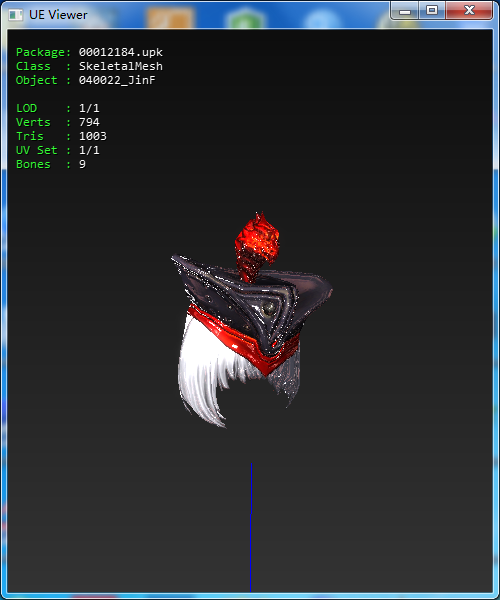 UE Viewer
Package: 00012184.upk
Class  : SkeletalMesh
Object : 040022_JinF
LOD    : 1/1
Verts  : 794
Tris   : 1003
UV Set : 1/1
Bones  : 9